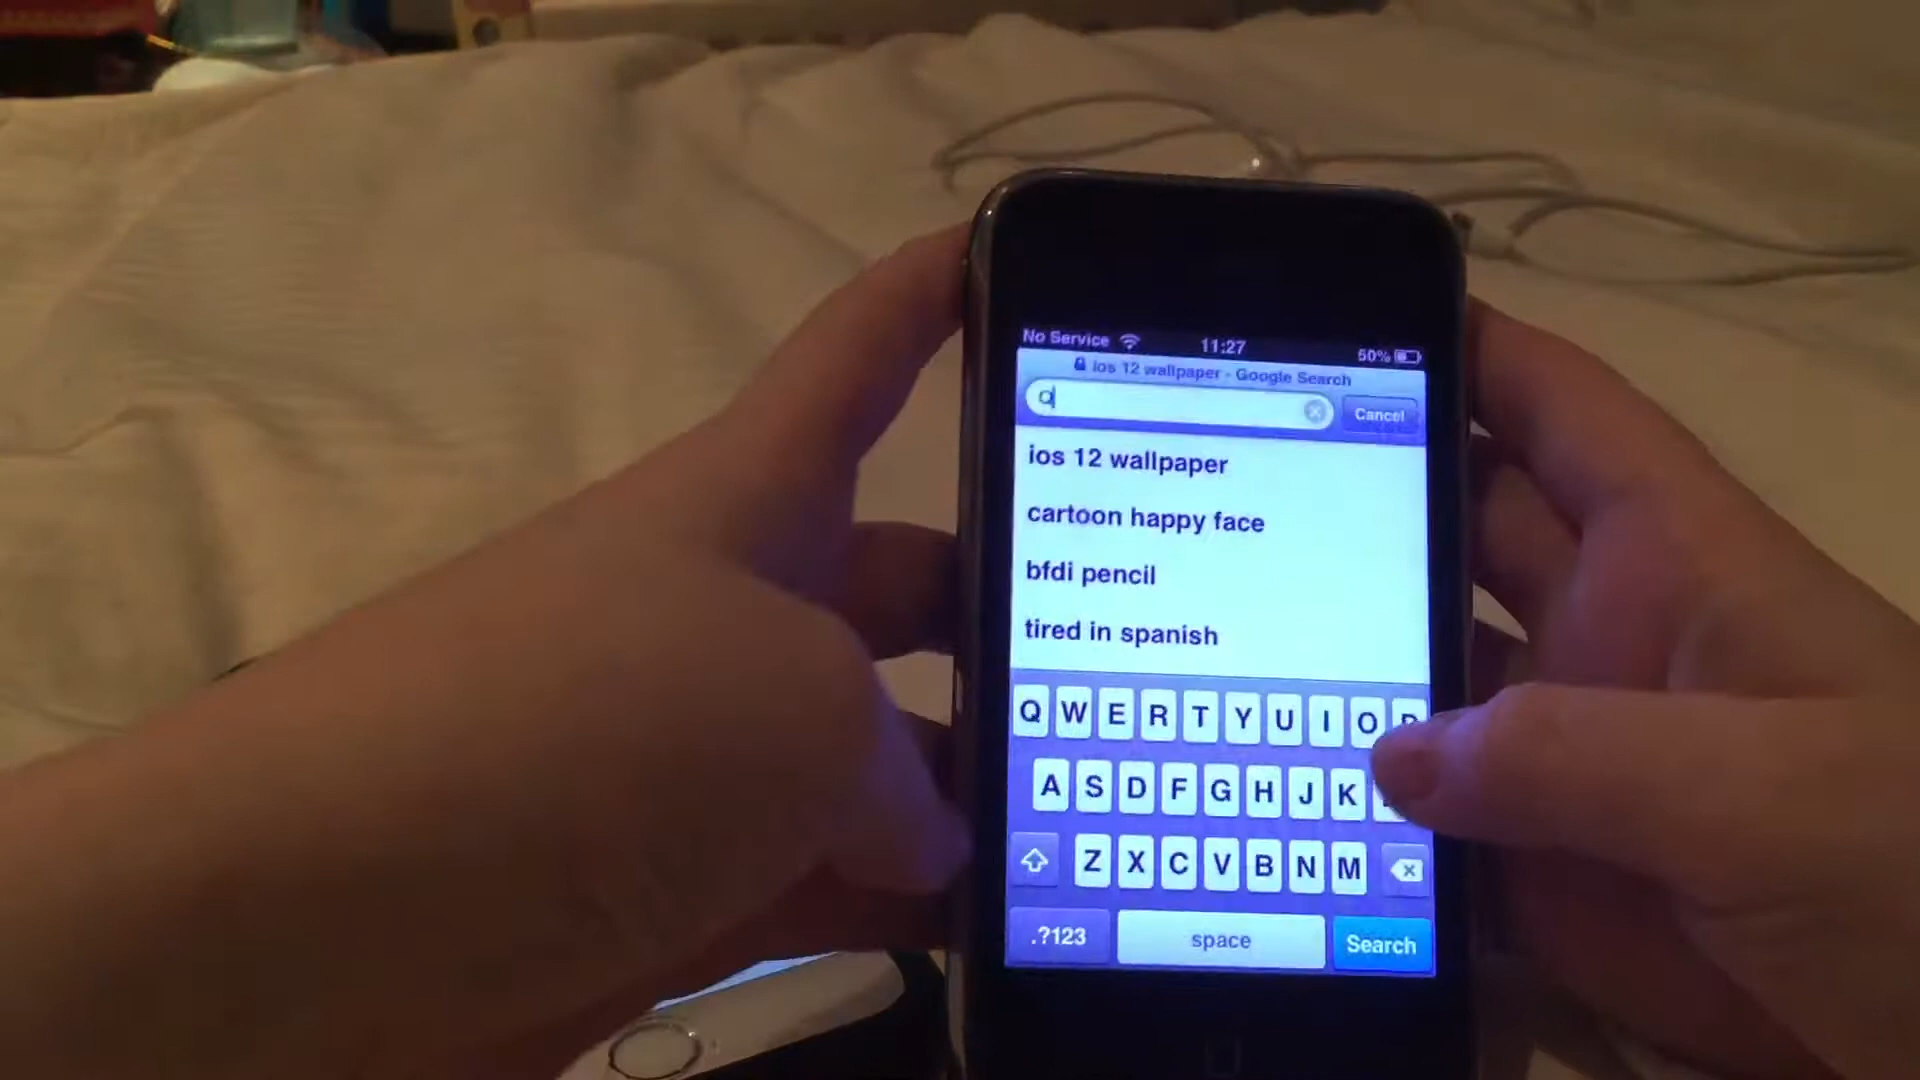 No Service 11:27 50%
ios 12 wallpaper - Google Search
Cancel
ios 12 wallpaper
cartoon happy face
bfdi pencil
tired in spanish
Q W E R T Y U I O P
A S D F G H J K
Z X C V B N M
.?123 space Search